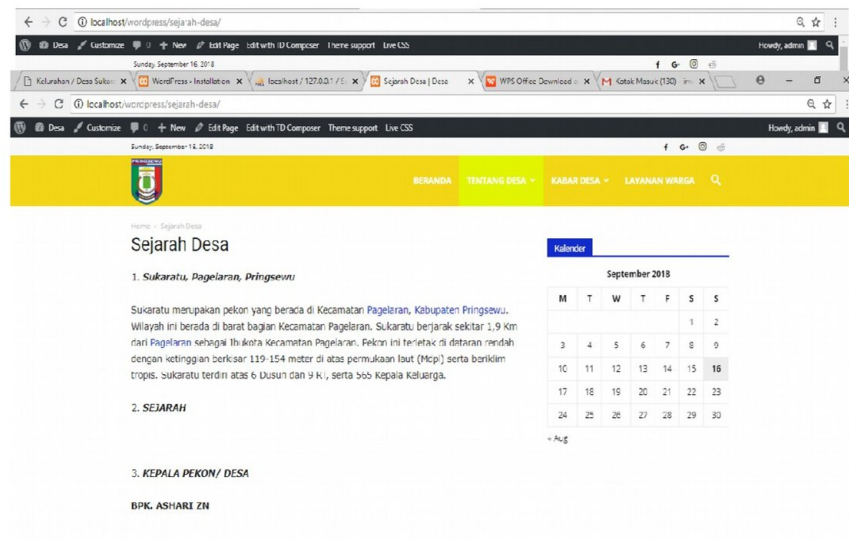 localhost/wordpress/sejarah-desa/
Desa Customize 0 New Edit Page Edit with TD Composer Theme support Live CSS Howdy, admin
Sunday, September 16, 2018
Kelurahan / Desa Sukar WordPress › Installation localhost / 127.0.0.1 / Sejarah Desa | Desa WPS Office Download Kotak Masuk (130)
localhost/wordpress/sejarah-desa/
Desa Customize 0 New Edit Page Edit with TD Composer Theme support Live CSS Howdy, admin
Sunday, September 16, 2018
PRINGSEWU
BERANDA TENTANG DESA KABAR DESA LAYANAN WARGA
Home › Sejarah Desa
Sejarah Desa
1. Sukaratu, Pagelaran, Pringsewu
Sukaratu merupakan pekon yang berada di Kecamatan Pagelaran, Kabupaten Pringsewu.
Wilayah ini berada di barat bagian Kecamatan Pagelaran. Sukaratu berjarak sekitar 1,9 Km
dari Pagelaran sebagai Ibukota Kecamatan Pagelaran. Pekon ini terletak di dataran rendah
dengan ketinggian berkisar 119-154 meter di atas permukaan laut (Mdpl) serta beriklim
tropis. Sukaratu terdiri atas 6 Dusun dan 9 RT, serta 565 Kepala Keluarga.
2. SEJARAH
3. KEPALA PEKON/ DESA
BPK. ASHARI ZN
Kalender
September 2018
M T W T F S S
1 2
3 4 5 6 7 8 9
10 11 12 13 14 15 16
17 18 19 20 21 22 23
24 25 26 27 28 29 30
« Aug